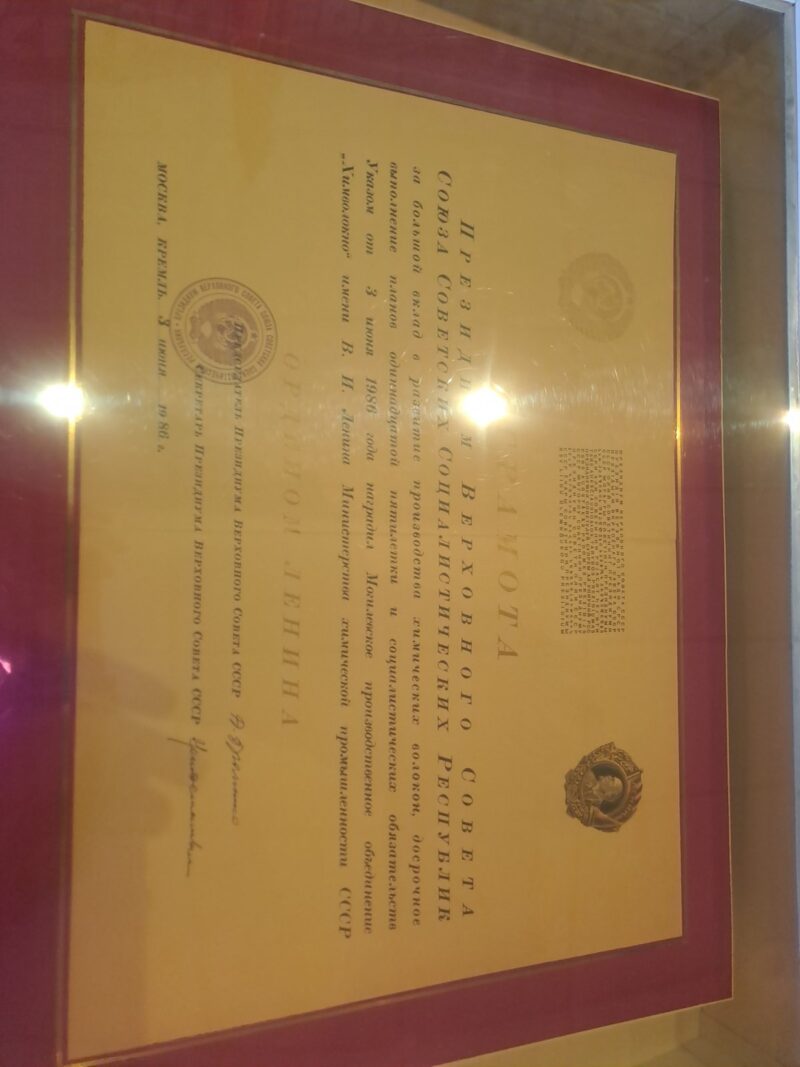 ГРАМОТА
ПРЕЗИДИУМ ВЕРХОВНОГО СОВЕТА
СОЮЗА СОВЕТСКИХ СОЦИАЛИСТИЧЕСКИХ РЕСПУБЛИК
за большой вклад в развитие производства химических волокон, досрочное
выполнение планов одиннадцатой пятилетки и социалистических обязательств
Указом от 3 июня 1986 года наградил Могилевское производственное объединение
„Химволокно" имени В. И. Ленина Министерства химической промышленности СССР
ОРДЕНОМ ЛЕНИНА
ПРЕДСЕДАТЕЛЬ ПРЕЗИДИУМА ВЕРХОВНОГО СОВЕТА СССР
СЕКРЕТАРЬ ПРЕЗИДИУМА ВЕРХОВНОГО СОВЕТА СССР
МОСКВА, КРЕМЛЬ. 3 июня 1986 г.